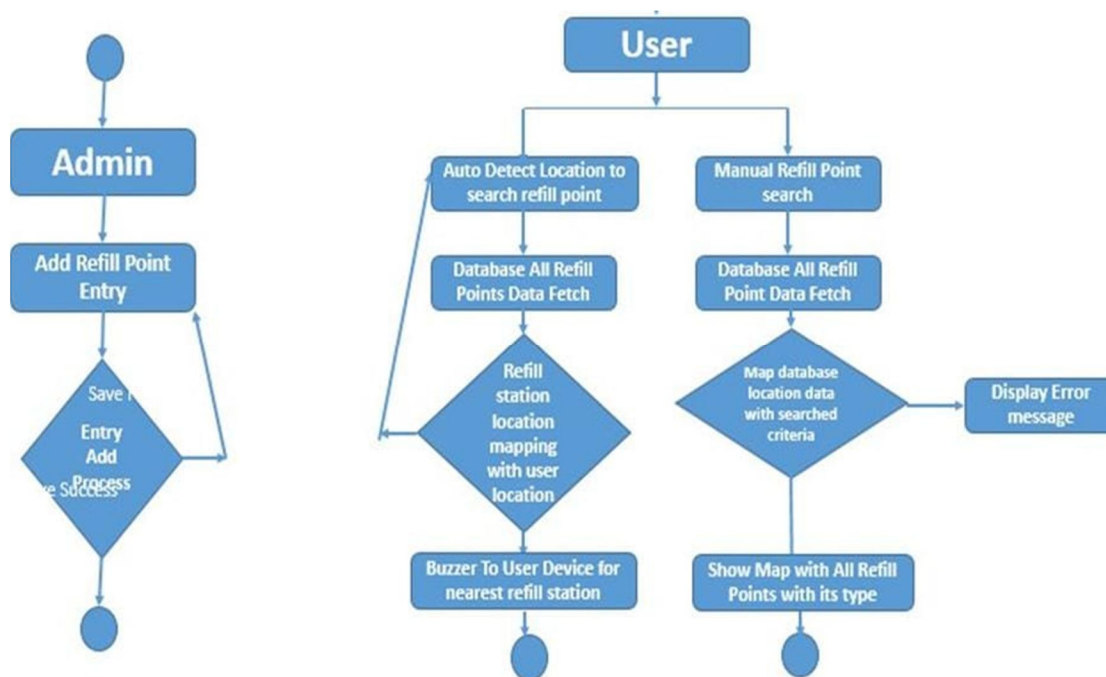 User
Admin
Auto Detect Location to
search refill point
Manual Refill Point
search
Add Refill Point
Entry
Database All Refill
Points Data Fetch
Database All Refill
Point Data Fetch
Save
Entry
Add
Process
Success
Refill
station
location
mapping
with user
location
Map database
location data
with searched
criteria
Display Error
message
Buzzer To User Device for
nearest refill station
Show Map with All Refill
Points with its type